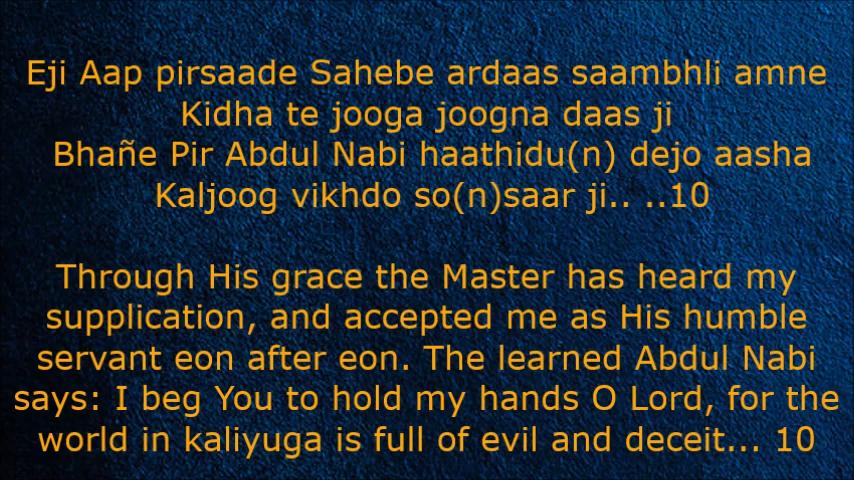 Eji Aap pirsaade Sahebe ardaas saambhli amne
Kidha te jooga joogna daas ji
Bhañe Pir Abdul Nabi haathidu(n) dejo aasha
Kaljoog vikhdo so(n)saar ji.. ..10
Through His grace the Master has heard my
supplication, and accepted me as His humble
servant eon after eon. The learned Abdul Nabi
says: I beg You to hold my hands O Lord, for the
world in kaliyuga is full of evil and deceit... 10